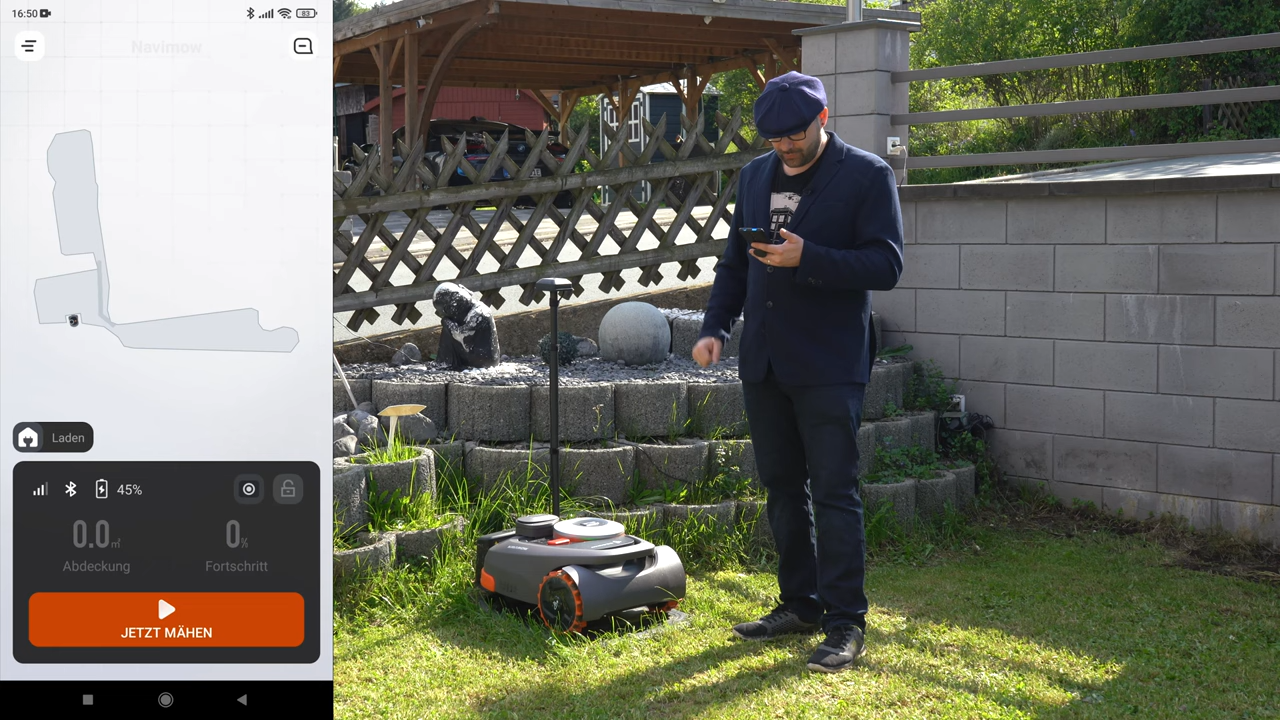 16:50
83
Navimow
Laden
45%
0.0㎡
0%
Abdeckung
Fortschritt
JETZT MÄHEN